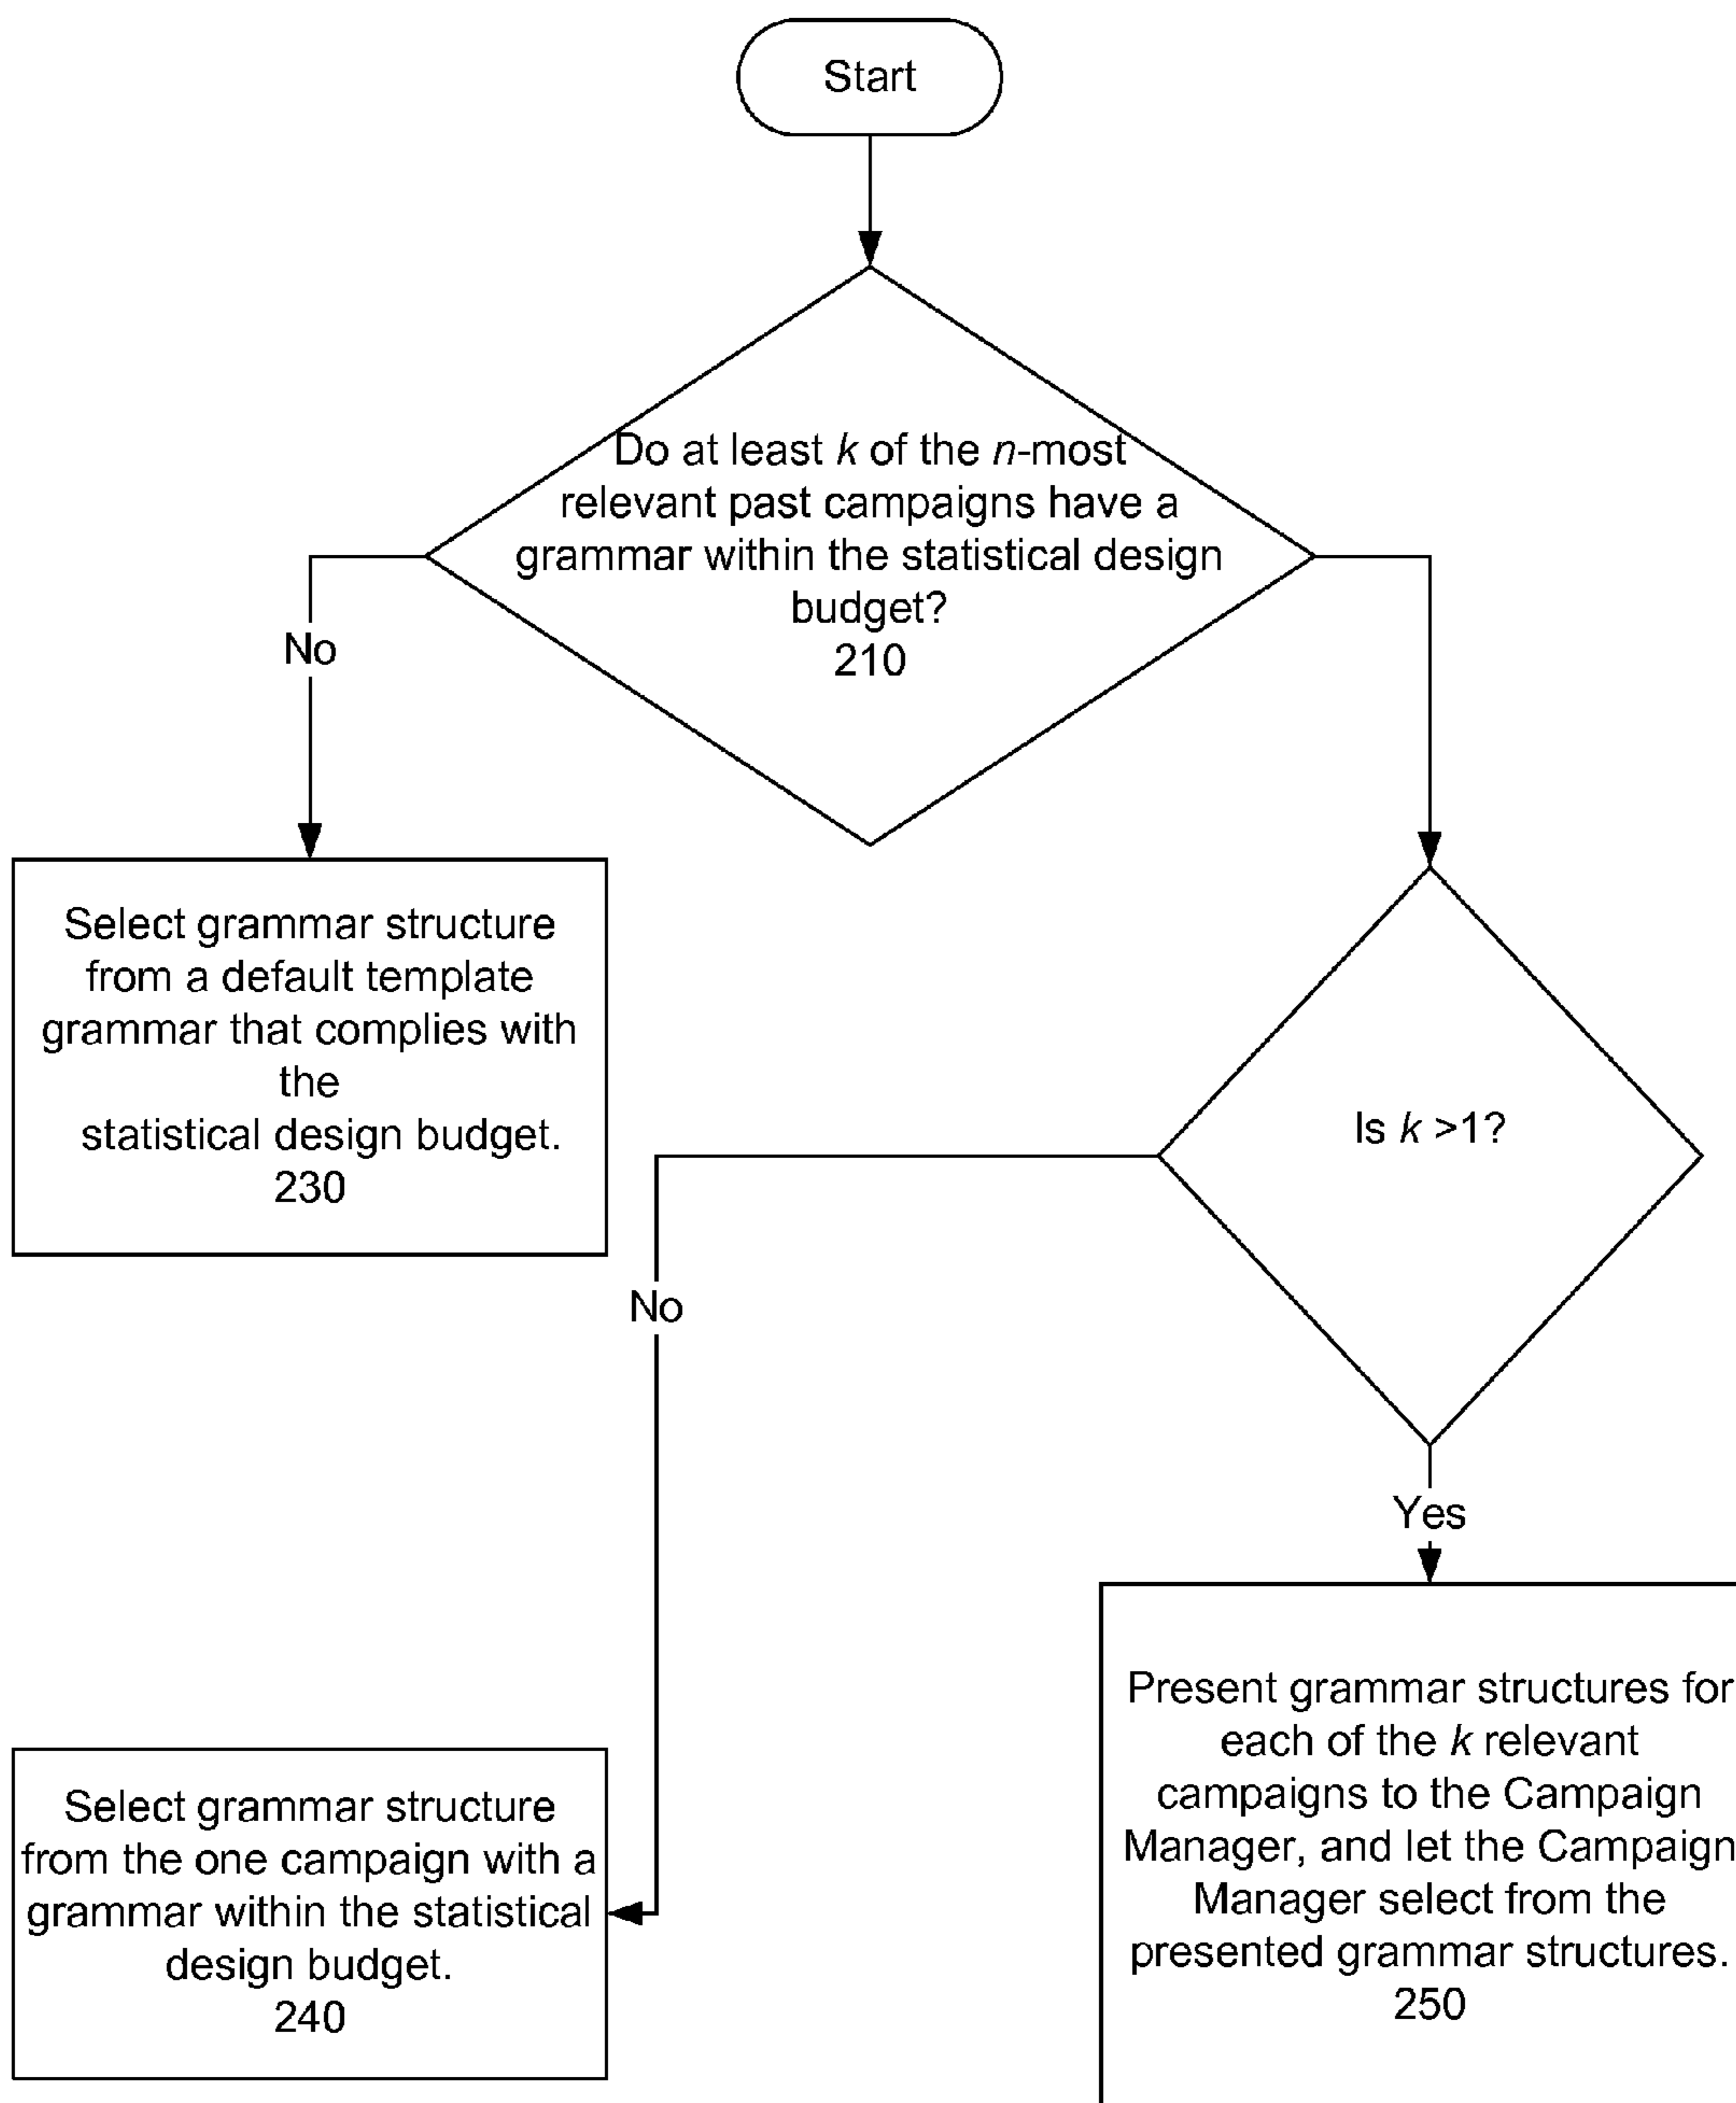 Start
Do at least k of the n-most
relevant past campaigns have a
grammar within the statistical design
budget?
210
No
Select grammar structure
from a default template
grammar that complies with
the
statistical design budget.
230
Is k >1?
No
Yes
Select grammar structure
from the one campaign with a
grammar within the statistical
design budget.
240
Present grammar structures for
each of the k relevant
campaigns to the Campaign
Manager, and let the Campaign
Manager select from the
presented grammar structures.
250